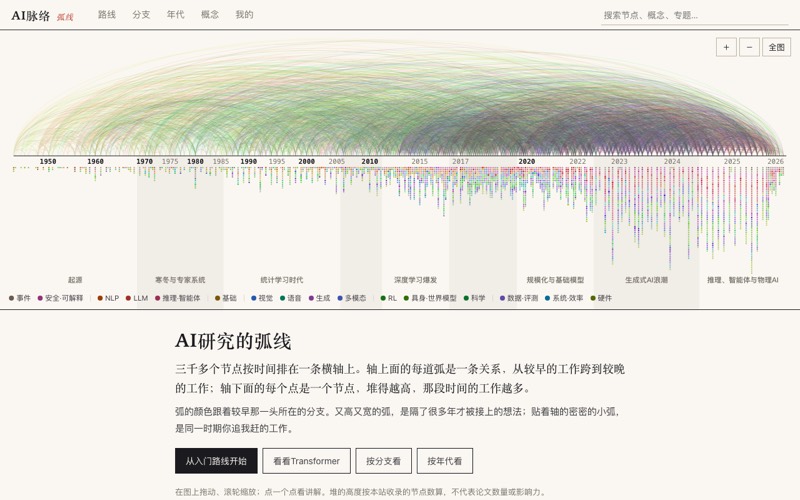 AI脉络 弧线 路线 分支 年代 概念 我的 搜索节点、概念、专题…
+ − 全图
1950 1960 1970 1975 1980 1985 1990 1995 2000 2005 2010 2015 2017 2020 2022 2023 2024 2025 2026
起源 寒冬与专家系统 统计学习时代 深度学习爆发 规模化与基础模型 生成式AI浪潮 推理、智能体与物理AI
事件 安全·可解释 NLP LLM 推理·智能体 基础 视觉 语音 生成 多模态 RL 具身·世界模型 科学 数据·评测 系统·效率 硬件
AI研究的弧线
三千多个节点按时间排在一条横轴上。轴上面的每道弧是一条关系，从较早的工作跨到较晚
的工作；轴下面的每个点是一个节点，堆得越高，那段时间的工作越多。
弧的颜色跟着较早那一头所在的分支。又高又宽的弧，是隔了很多年才被接上的想法；贴着轴的密密的小弧，
是同一时期你追我赶的工作。
从入门路线开始 看看Transformer 按分支看 按年代看
在图上拖动、滚轮缩放；点一个点看讲解。堆的高度按本站收录的节点数算，不代表论文数量或影响力。